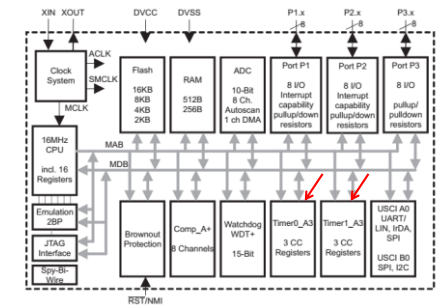 XIN XOUT DVCC DVSS P1.x P2.x P3.x
8 8 8
ACLK
SMCLK
MCLK
Clock
System
Flash
16KB
8KB
4KB
2KB
RAM
512B
256B
ADC
10-Bit
8 Ch.
Autoscan
1 ch DMA
Port P1
8 I/O
Interrupt
capability
pullup/down
resistors
Port P2
8 I/O
Interrupt
capability
pullup/down
resistors
Port P3
8 I/O
pullup/
pulldown
resistors
16MHz
CPU
incl. 16
Registers
MAB
MDB
Emulation
2BP
JTAG
Interface
Spy-Bi-
Wire
Brownout
Protection
Comp_A+
8 Channels
Watchdog
WDT+
15-Bit
Timer0_A3
3 CC
Registers
Timer1_A3
3 CC
Registers
USCI A0
UART/
LIN, IrDA,
SPI
USCI B0
SPI, I2C
RST/NMI